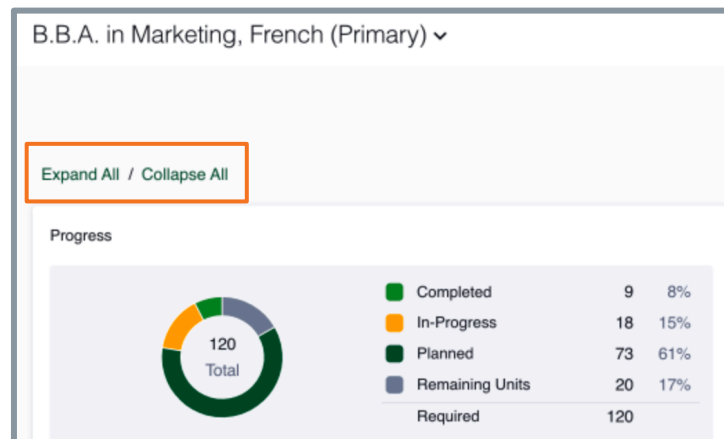 B.B.A. in Marketing, French (Primary)
Expand All / Collapse All
Progress
120
Total
Completed 9 8%
In-Progress 18 15%
Planned 73 61%
Remaining Units 20 17%
Required 120